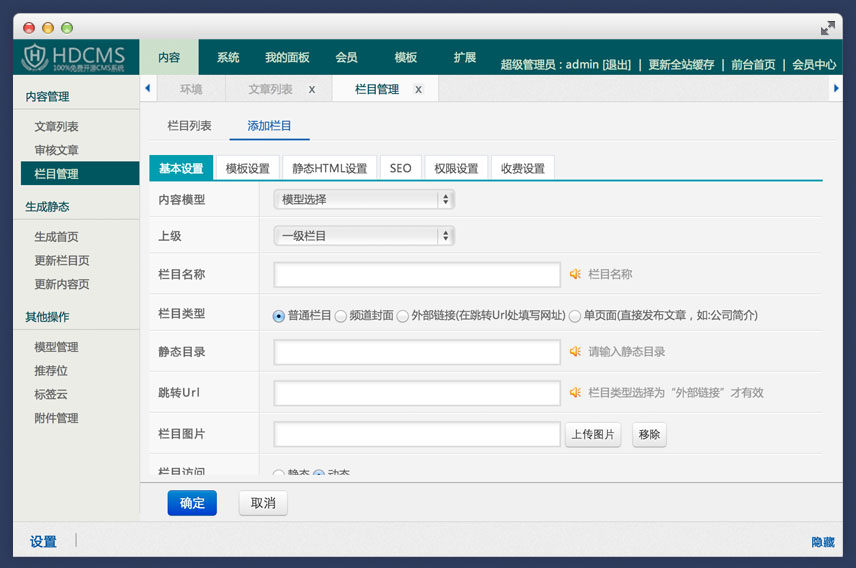 HDCMS
100%免费开源CMS系统
内容 系统 我的面板 会员 模板 扩展
超级管理员 : admin [退出] | 更新全站缓存 | 前台首页 | 会员中心
内容管理
文章列表
审核文章
栏目管理
生成静态
生成首页
更新栏目页
更新内容页
其他操作
模型管理
推荐位
标签云
附件管理
环境 文章列表 x 栏目管理 x
栏目列表 添加栏目
基本设置 模板设置 静态HTML设置 SEO 权限设置 收费设置
内容模型 模型选择
上级 一级栏目
栏目名称 栏目名称
栏目类型 普通栏目 频道封面 外部链接(在跳转Url处填写网址) 单页面(直接发布文章，如:公司简介)
静态目录 请输入静态目录
跳转Url 栏目类型选择为“外部链接”才有效
栏目图片 上传图片 移除
栏目访问 静态 动态
确定 取消
设置 隐藏